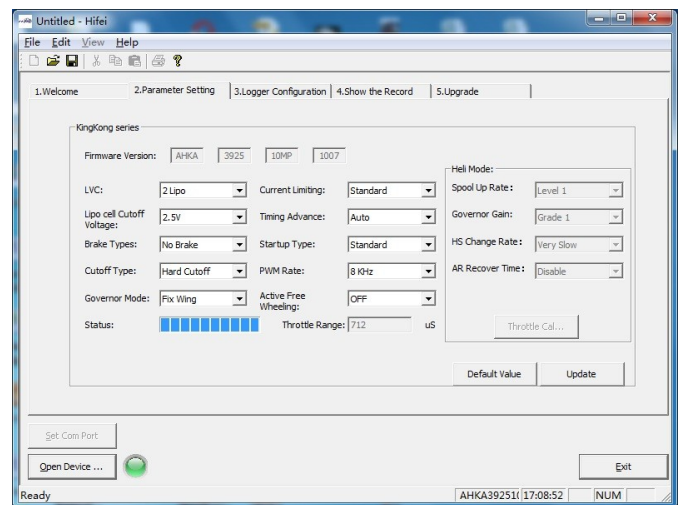 Untitled - Hifei
File Edit View Help
1.Welcome 2.Parameter Setting 3.Logger Configuration 4.Show the Record 5.Upgrade
KingKong series
Firmware Version: AHKA 3925 10MP 1007
Heli Mode:
LVC: 2 Lipo Current Limiting: Standard Spool Up Rate: Level 1
Lipo cell Cutoff Voltage: 2.5V Timing Advance: Auto Governor Gain: Grade 1
Brake Types: No Brake Startup Type: Standard HS Change Rate: Very Slow
Cutoff Type: Hard Cutoff PWM Rate: 8 KHz AR Recover Time: Disable
Governor Mode: Fix Wing Active Free Wheeling: OFF
Status: Throttle Range: 712 uS Throttle Cal...
Default Value Update
Set Com Port
Open Device ... Exit
Ready AHKA39251( 17:08:52 NUM